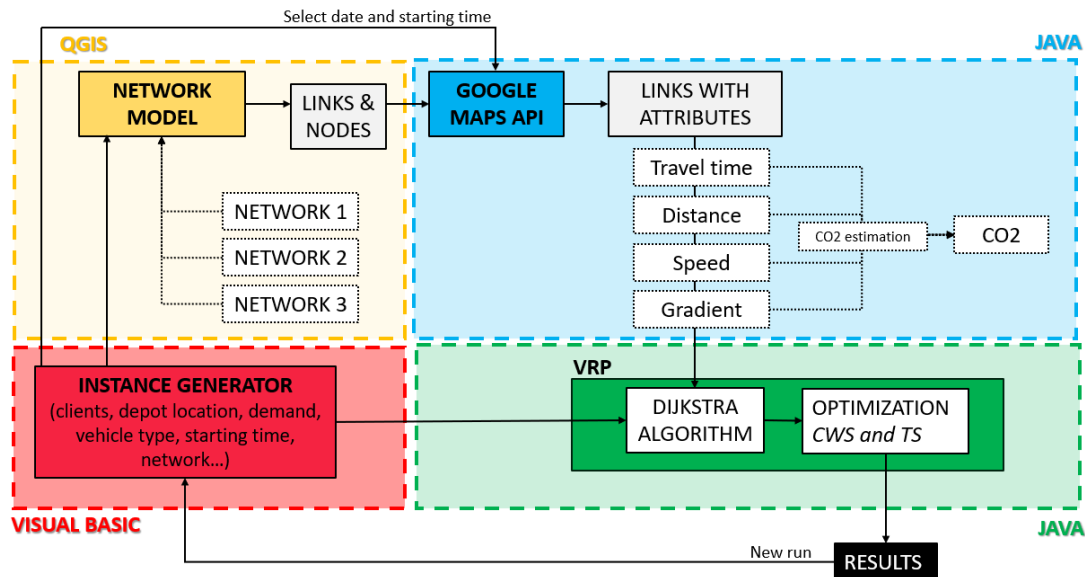 Select date and starting time
QGIS
JAVA
NETWORK
MODEL
LINKS &
NODES
GOOGLE
MAPS API
LINKS WITH
ATTRIBUTES
Travel time
Distance
Speed
Gradient
CO2 estimation
CO2
NETWORK 1
NETWORK 2
NETWORK 3
INSTANCE GENERATOR
(clients, depot location, demand,
vehicle type, starting time,
network...)
VISUAL BASIC
VRP
DIJKSTRA
ALGORITHM
OPTIMIZATION
CWS and TS
JAVA
New run
RESULTS